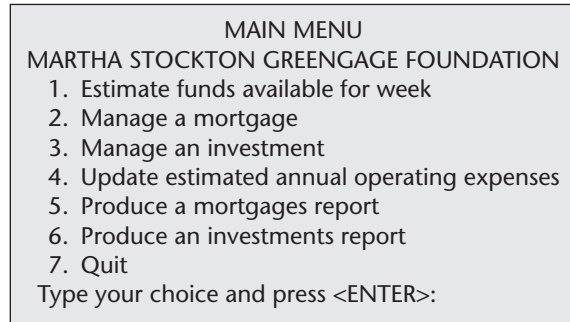 MAIN MENU
MARTHA STOCKTON GREENGAGE FOUNDATION
1. Estimate funds available for week
2. Manage a mortgage
3. Manage an investment
4. Update estimated annual operating expenses
5. Produce a mortgages report
6. Produce an investments report
7. Quit
Type your choice and press <ENTER>: